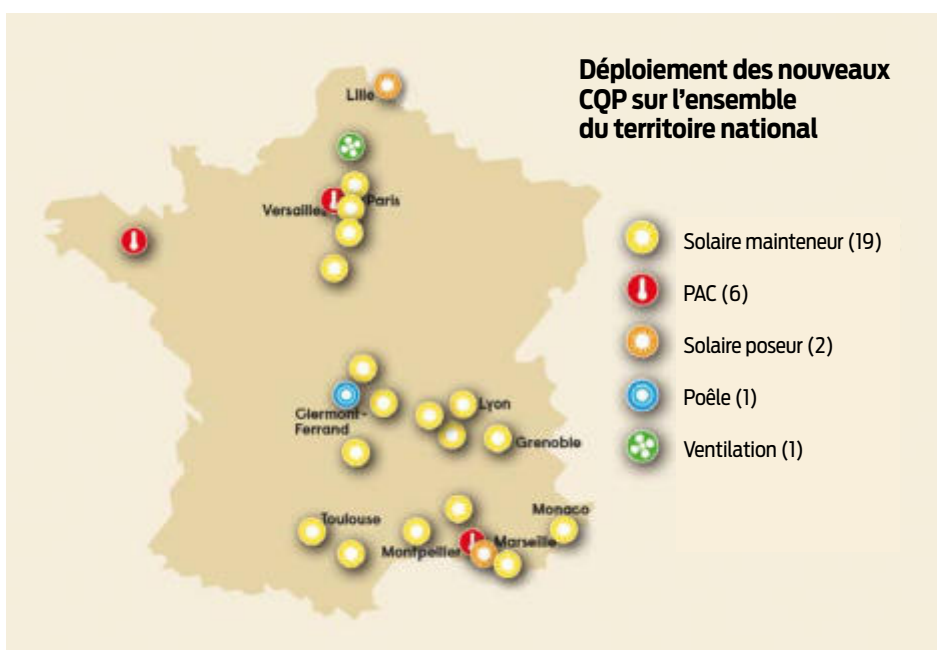 Déploiement des nouveaux
CQP sur l'ensemble
du territoire national
Lille
Versailles
Paris
Solaire mainteneur (19)
PAC (6)
Solaire poseur (2)
Poêle (1)
Ventilation (1)
Clermont-
Ferrand
Lyon
Grenoble
Toulouse
Montpellier
Marseille
Monaco